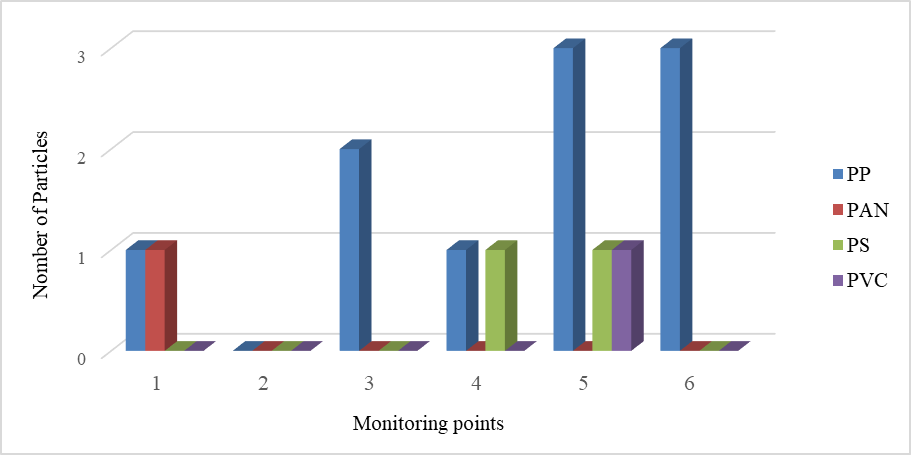 3
2
1
0
Nomber of Particles
1 2 3 4 5 6
Monitoring points
PP
PAN
PS
PVC